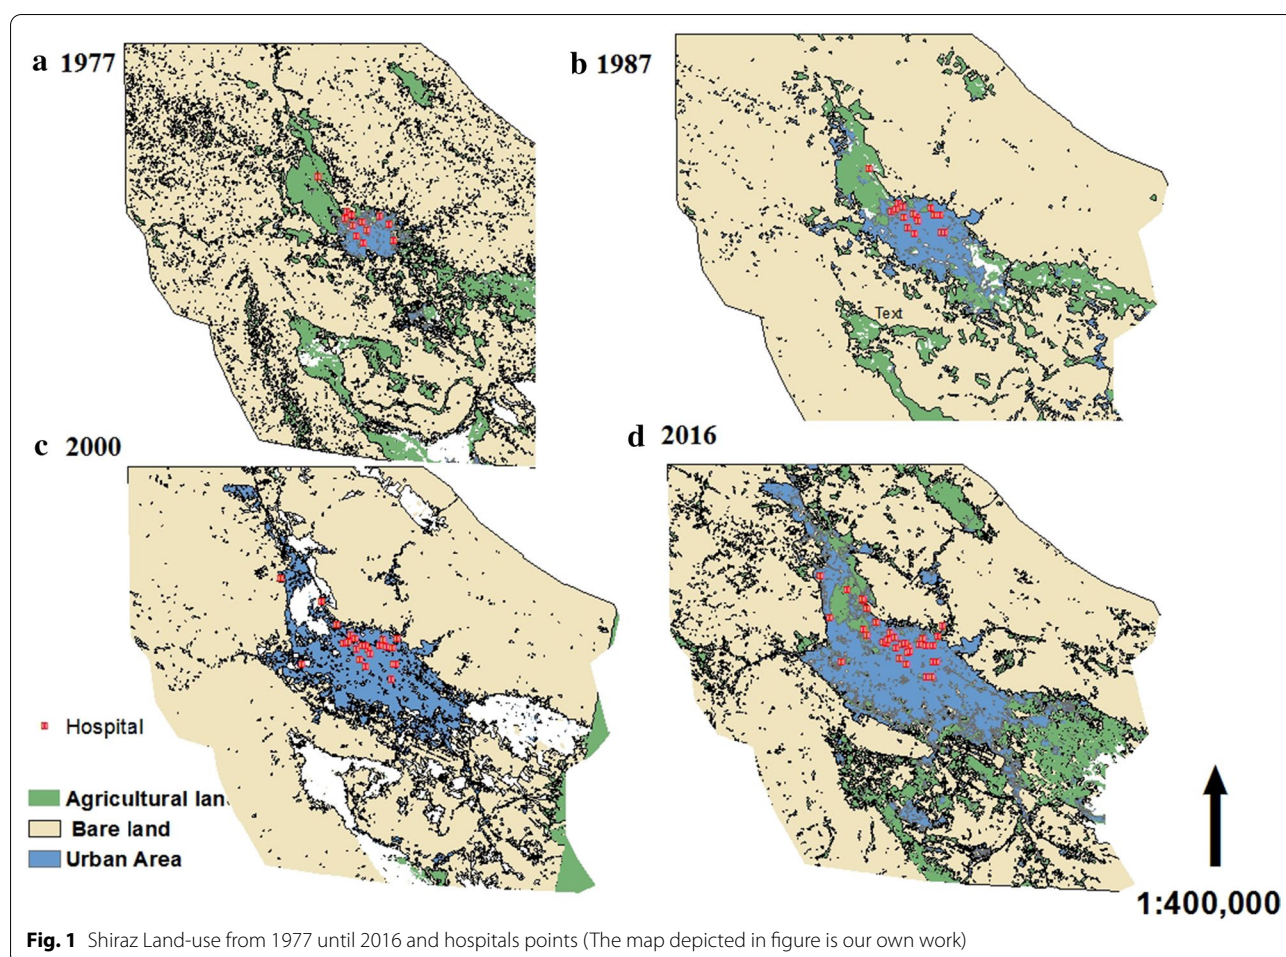 a 1977
b 1987
Text
c 2000
d 2016
Hospital
Agricultural lan
Bare land
Urban Area
1:400,000
Fig. 1 Shiraz Land-use from 1977 until 2016 and hospitals points (The map depicted in figure is our own work)